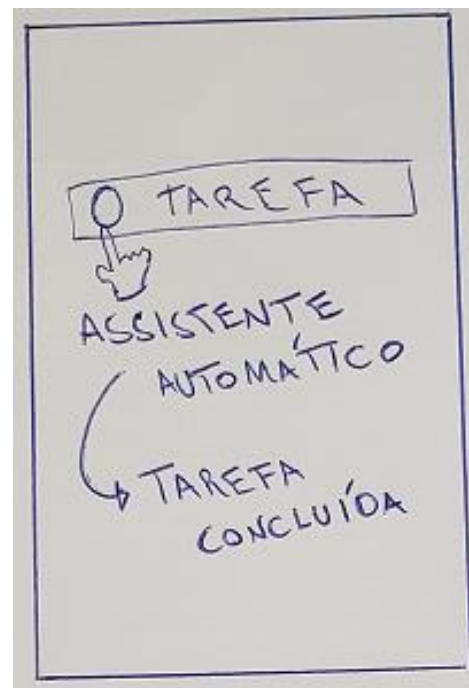 TAREFA
ASSISTENTE
AUTOMÁTICO
TAREFA
CONCLUÍDA